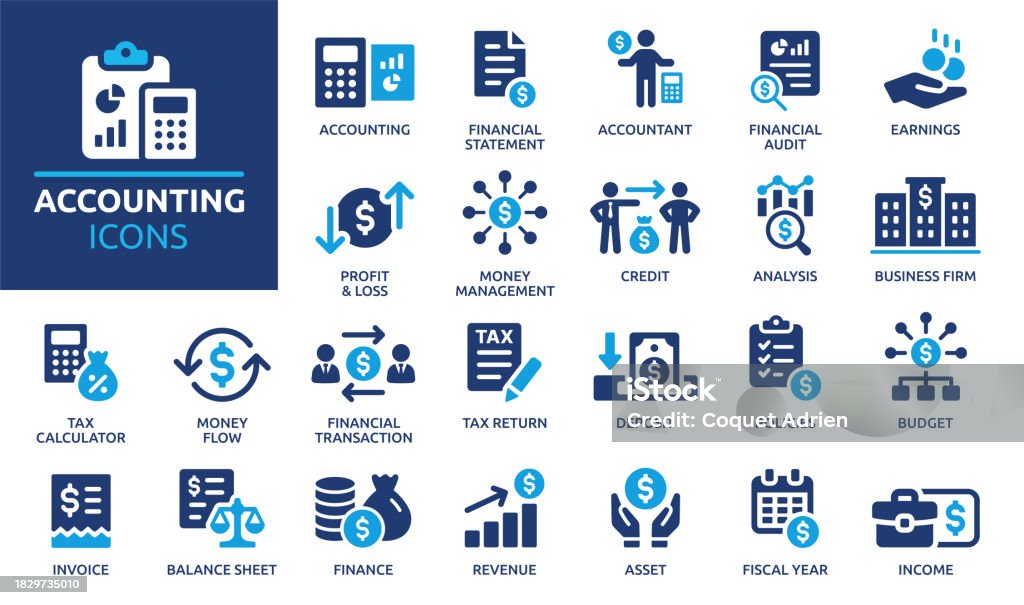 ACCOUNTING
ICONS
ACCOUNTING
FINANCIAL
STATEMENT
ACCOUNTANT
FINANCIAL
AUDIT
EARNINGS
PROFIT
& LOSS
MONEY
MANAGEMENT
CREDIT
ANALYSIS
BUSINESS FIRM
TAX
TAX
CALCULATOR
MONEY
FLOW
FINANCIAL
TRANSACTION
TAX RETURN
BUDGET
iStock™
Credit: Coquet Adrien
INVOICE
BALANCE SHEET
FINANCE
REVENUE
ASSET
FISCAL YEAR
INCOME
1829735010